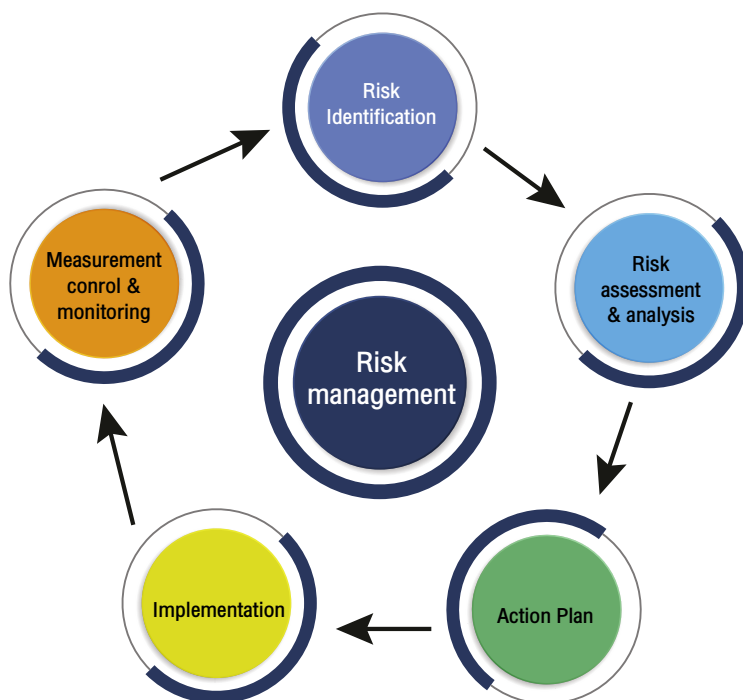 Risk
Identification
Risk
assessment
& analysis
Action Plan
Implementation
Measurement
conrol &
monitoring
Risk
management